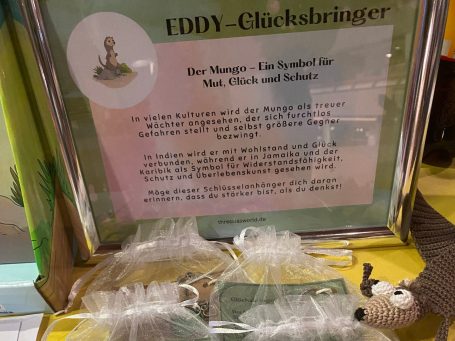 EDDY-Glücksbringer
Der Mungo - Ein Symbol für
Mut, Glück und Schutz
In vielen Kulturen wird der Mungo als treuer
Wächter angesehen, der sich furchtlos
Gefahren stellt und selbst größere Gegner
bezwingt.
In Indien wird er mit Wohlstand und Glück
verbunden, während er in Jamaika und der
Karibik als Symbol für Widerstandsfähigkeit,
Schutz und Überlebenskunst gesehen wird.
Möge dieser Schlüsselanhänger dich daran
erinnern, dass du stärker bist, als du denkst!